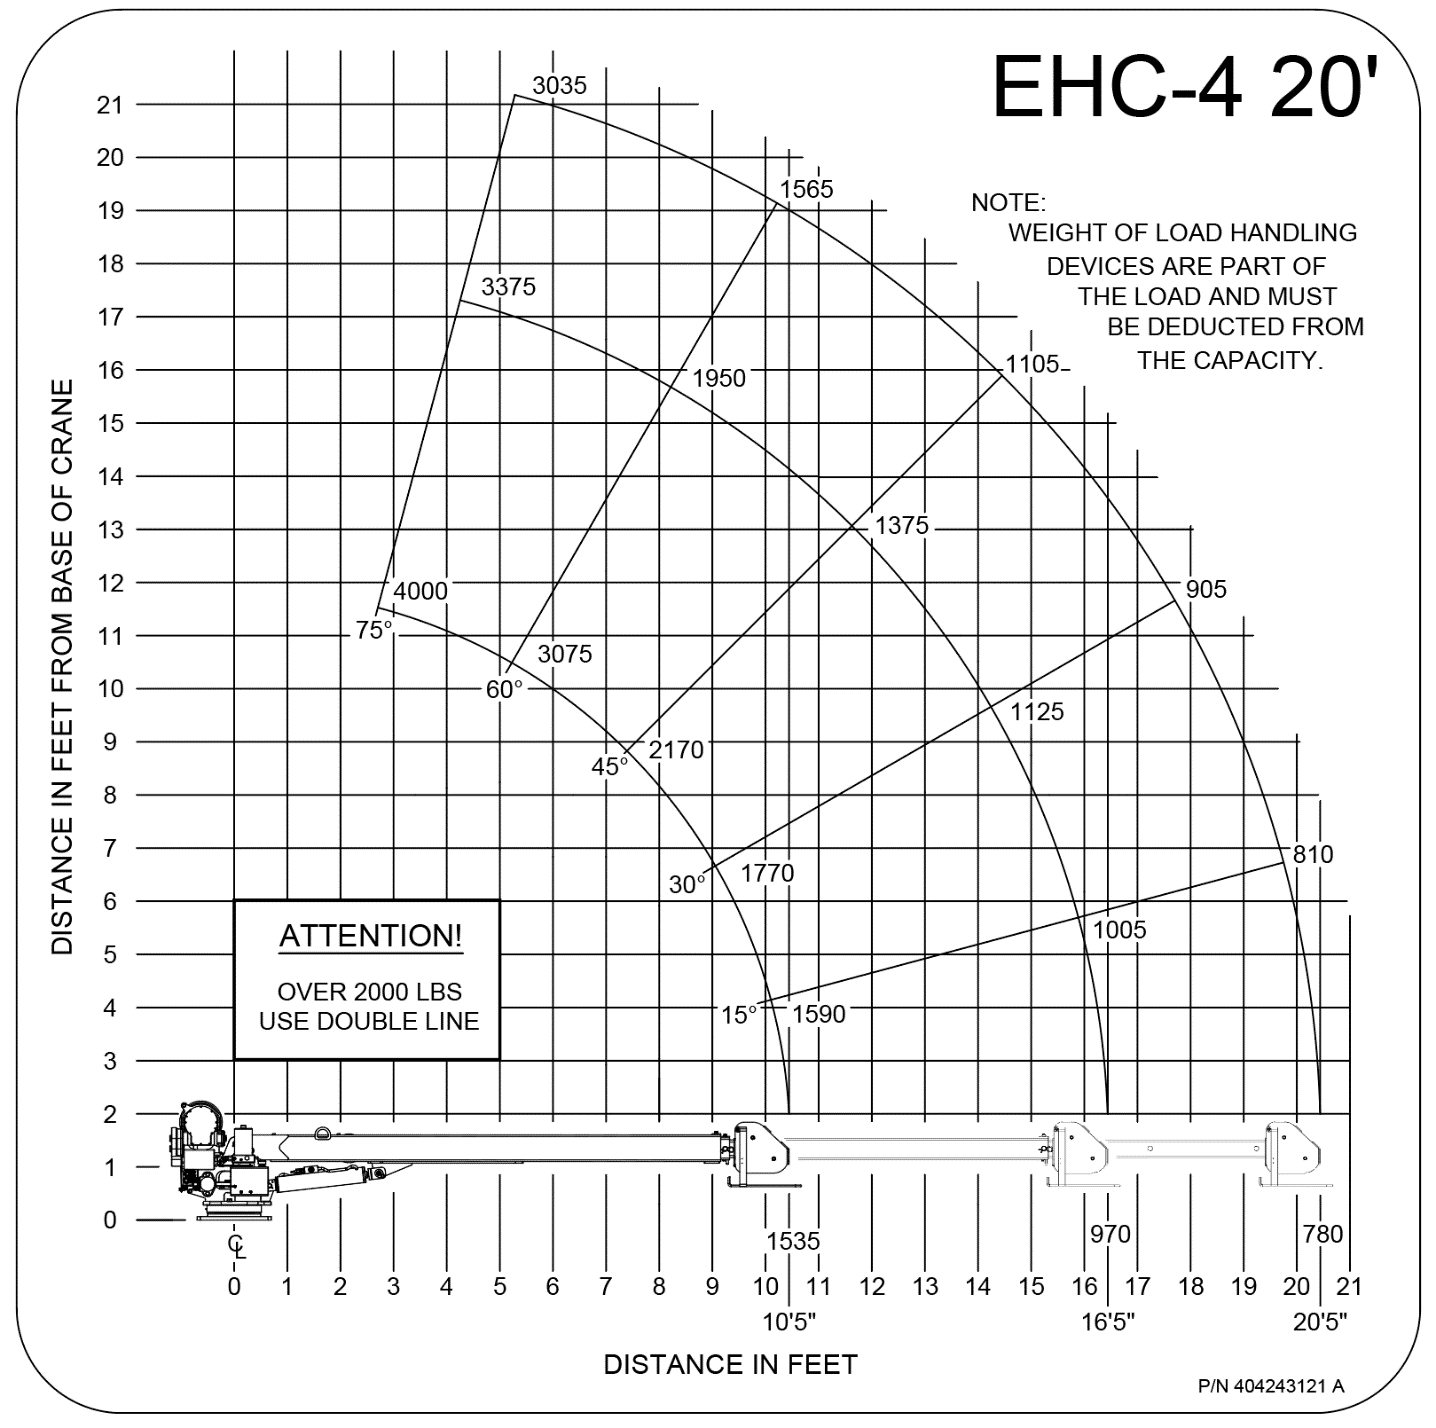 EHC-4 20'
NOTE:
WEIGHT OF LOAD HANDLING
DEVICES ARE PART OF
THE LOAD AND MUST
BE DEDUCTED FROM
THE CAPACITY.
DISTANCE IN FEET FROM BASE OF CRANE
21
20
19
18
17
16
15
14
13
12
11
10
9
8
7
6
5
4
3
2
1
0
3035
1565
3375
1950
1105
1375
4000
75°
905
3075
60°
1125
2170
45°
810
1770
30°
1005
1590
15°
ATTENTION!
OVER 2000 LBS
USE DOUBLE LINE
1535
970
780
CL
0 1 2 3 4 5 6 7 8 9 10 11 12 13 14 15 16 17 18 19 20 21
10'5" 16'5" 20'5"
DISTANCE IN FEET
P/N 404243121 A